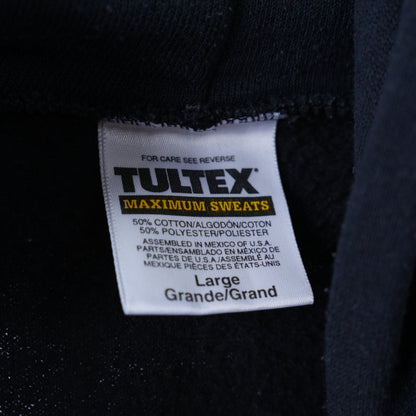 FOR CARE SEE REVERSE
TULTEX®
MAXIMUM SWEATS
50% COTTON/ALGODÓN/COTON
50% POLYESTER/POLIESTER
ASSEMBLED IN MEXICO OF U.S.A.
PARTS/ENSAMBLADO EN MÉXICO DE
PARTES DE U.S.A./ASSEMBLÉ AU
MEXIQUE PIÈCES DES ÉTATS-UNIS
Large
Grande/Grand